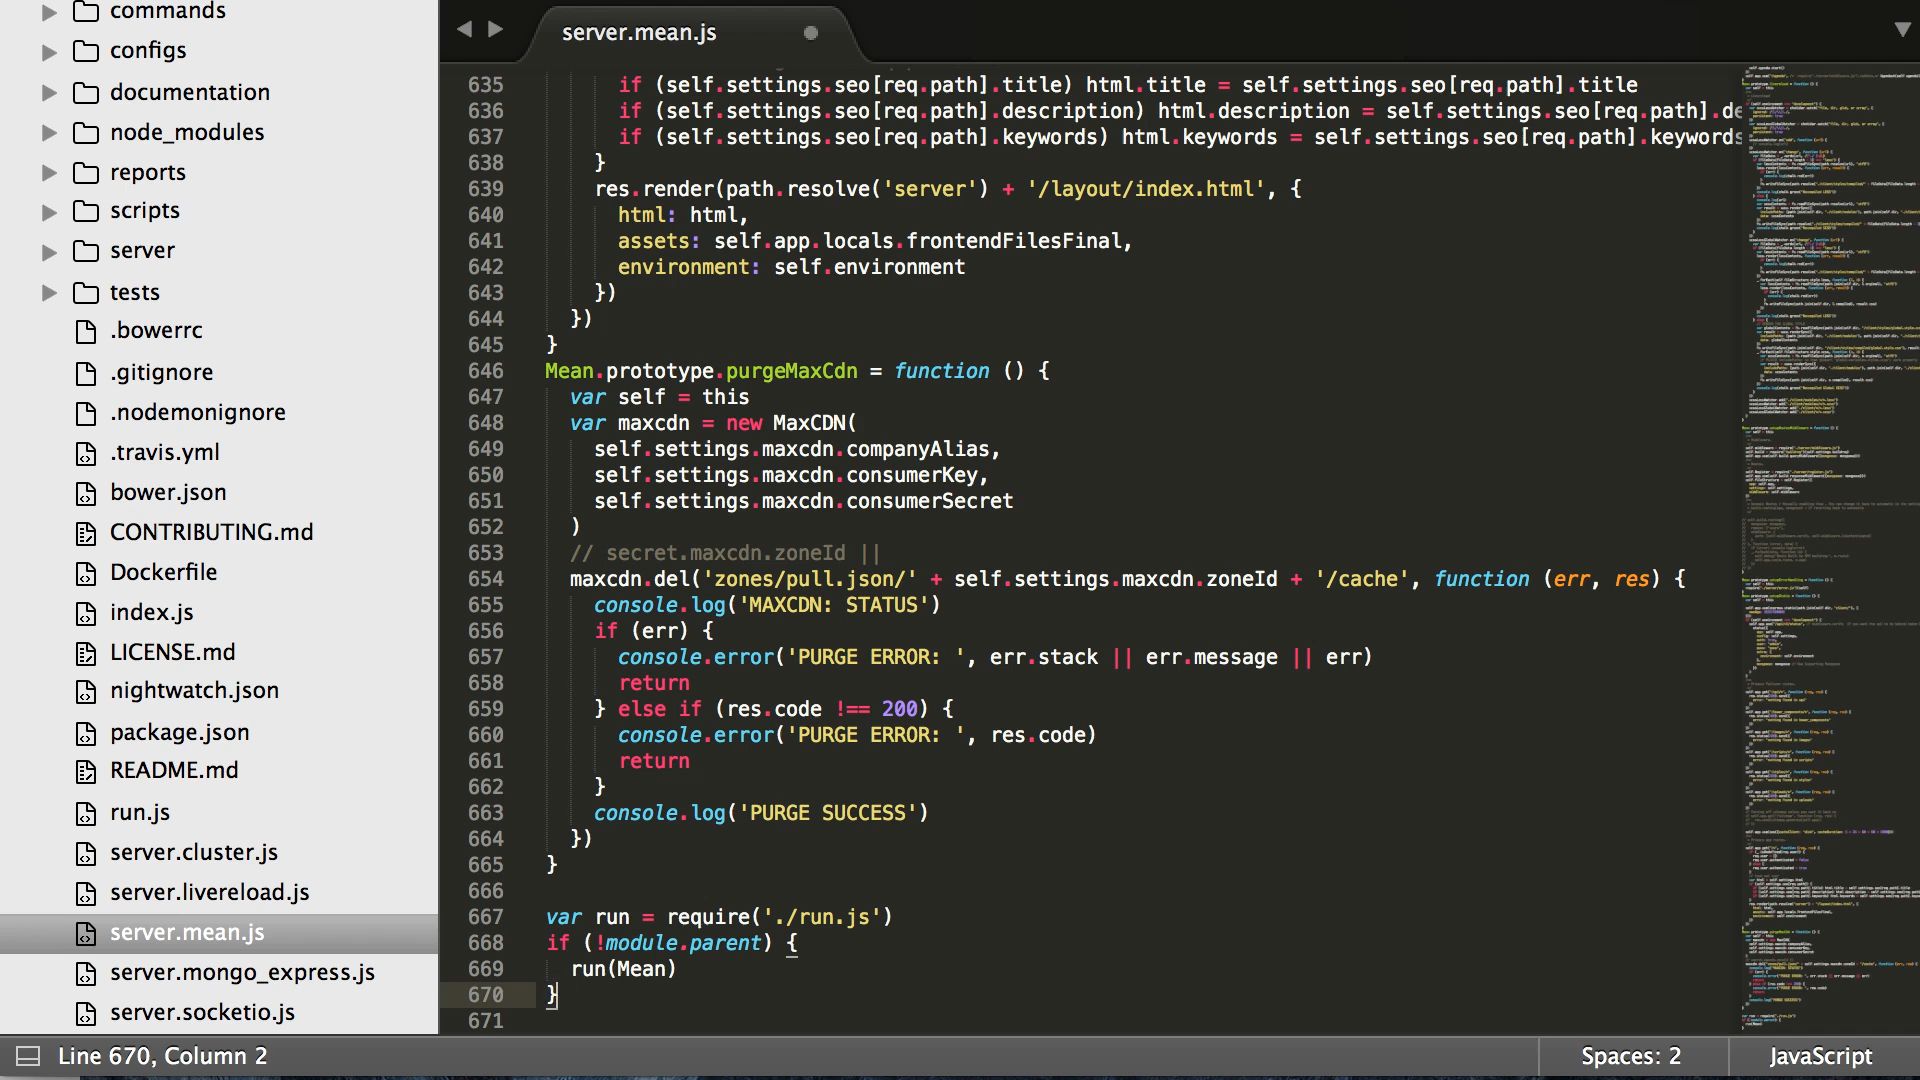 commands
configs
documentation
node_modules
reports
scripts
server
tests
.bowerrc
.gitignore
.nodemonignore
.travis.yml
bower.json
CONTRIBUTING.md
Dockerfile
index.js
LICENSE.md
nightwatch.json
package.json
README.md
run.js
server.cluster.js
server.livereload.js
server.mean.js
server.mongo_express.js
server.socketio.js
server.mean.js
635 if (self.settings.seo[req.path].title) html.title = self.settings.seo[req.path].title
636 if (self.settings.seo[req.path].description) html.description = self.settings.seo[req.path].de
637 if (self.settings.seo[req.path].keywords) html.keywords = self.settings.seo[req.path].keywords
638 }
639 res.render(path.resolve('server') + '/layout/index.html', {
640 html: html,
641 assets: self.app.locals.frontendFilesFinal,
642 environment: self.environment
643 })
644 })
645 }
646 Mean.prototype.purgeMaxCdn = function () {
647 var self = this
648 var maxcdn = new MaxCDN(
649 self.settings.maxcdn.companyAlias,
650 self.settings.maxcdn.consumerKey,
651 self.settings.maxcdn.consumerSecret
652 )
653 // secret.maxcdn.zoneId ||
654 maxcdn.del('zones/pull.json/' + self.settings.maxcdn.zoneId + '/cache', function (err, res) {
655 console.log('MAXCDN: STATUS')
656 if (err) {
657 console.error('PURGE ERROR: ', err.stack || err.message || err)
658 return
659 } else if (res.code !== 200) {
660 console.error('PURGE ERROR: ', res.code)
661 return
662 }
663 console.log('PURGE SUCCESS')
664 })
665 }
666
667 var run = require('./run.js')
668 if (!module.parent) {
669 run(Mean)
670 }
671
Line 670, Column 2
Spaces: 2
JavaScript